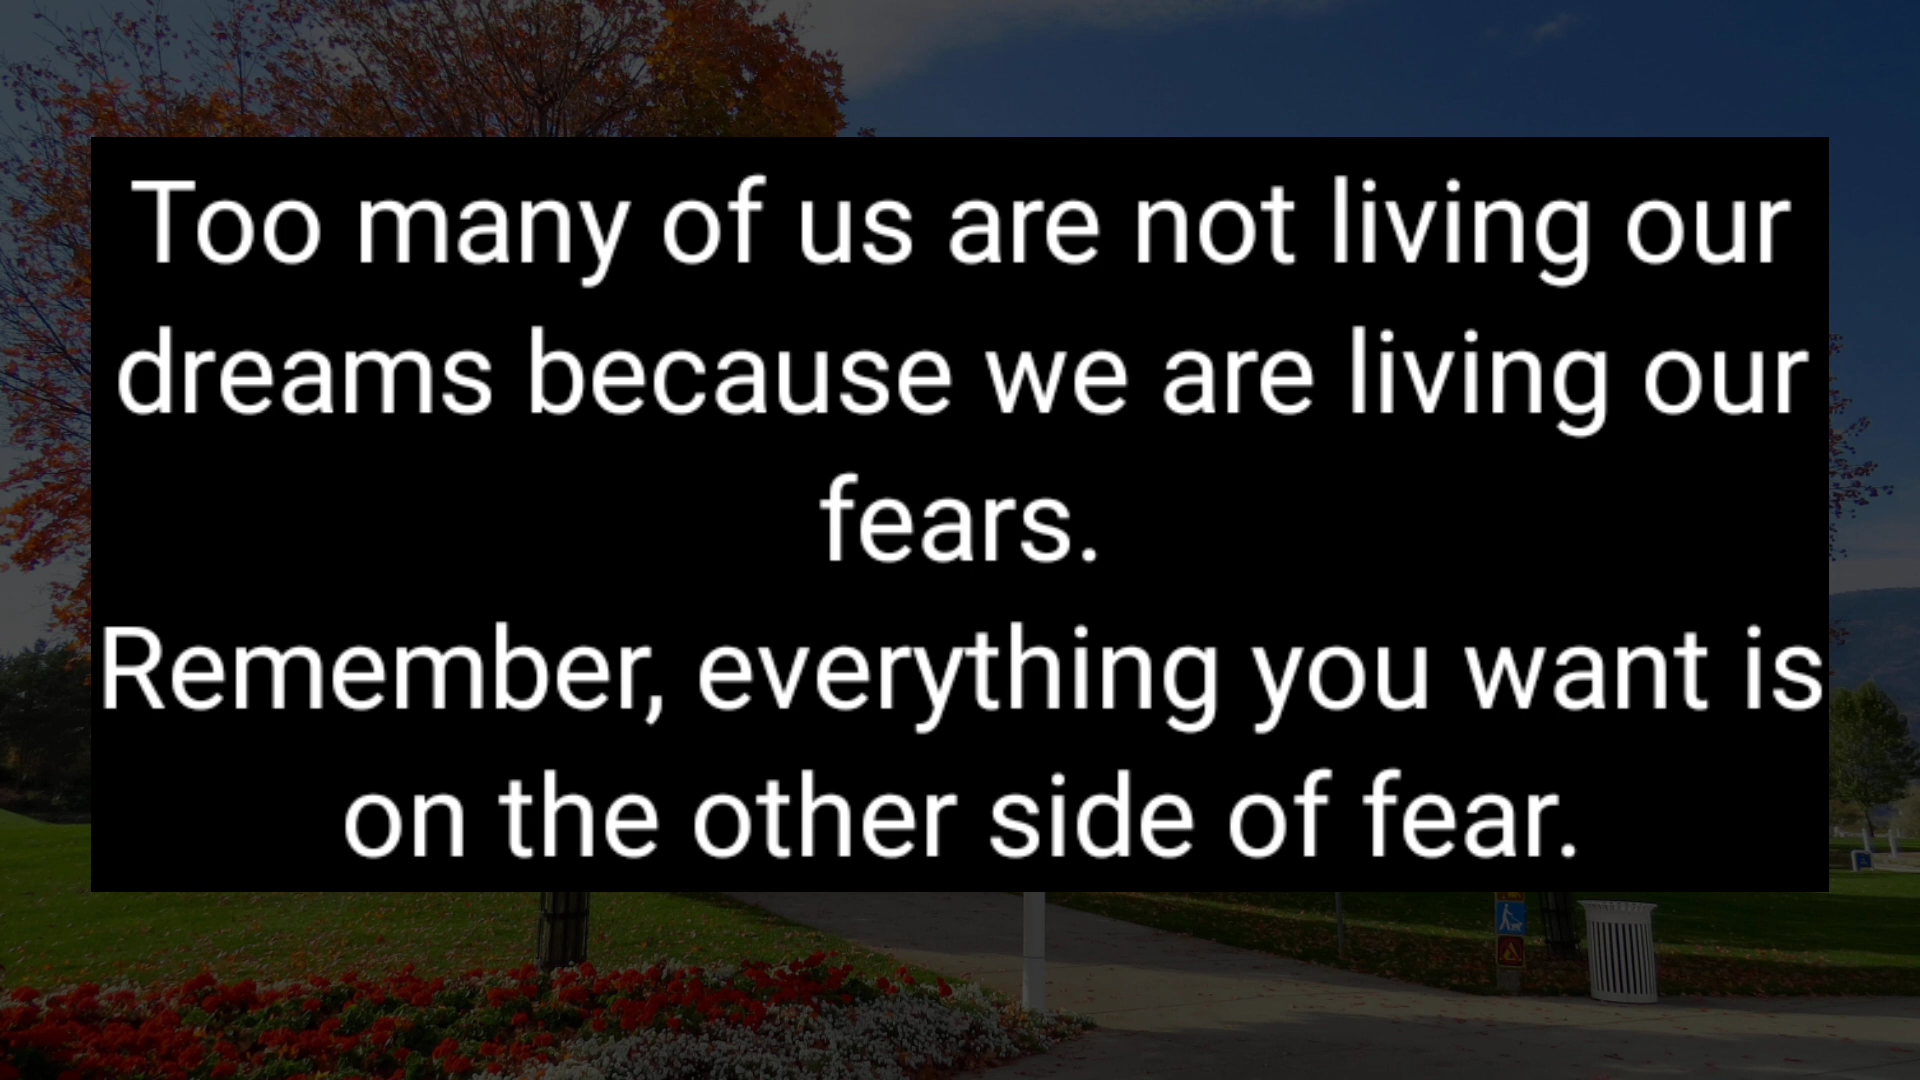 Too many of us are not living our
dreams because we are living our
fears.
Remember, everything you want is
on the other side of fear.